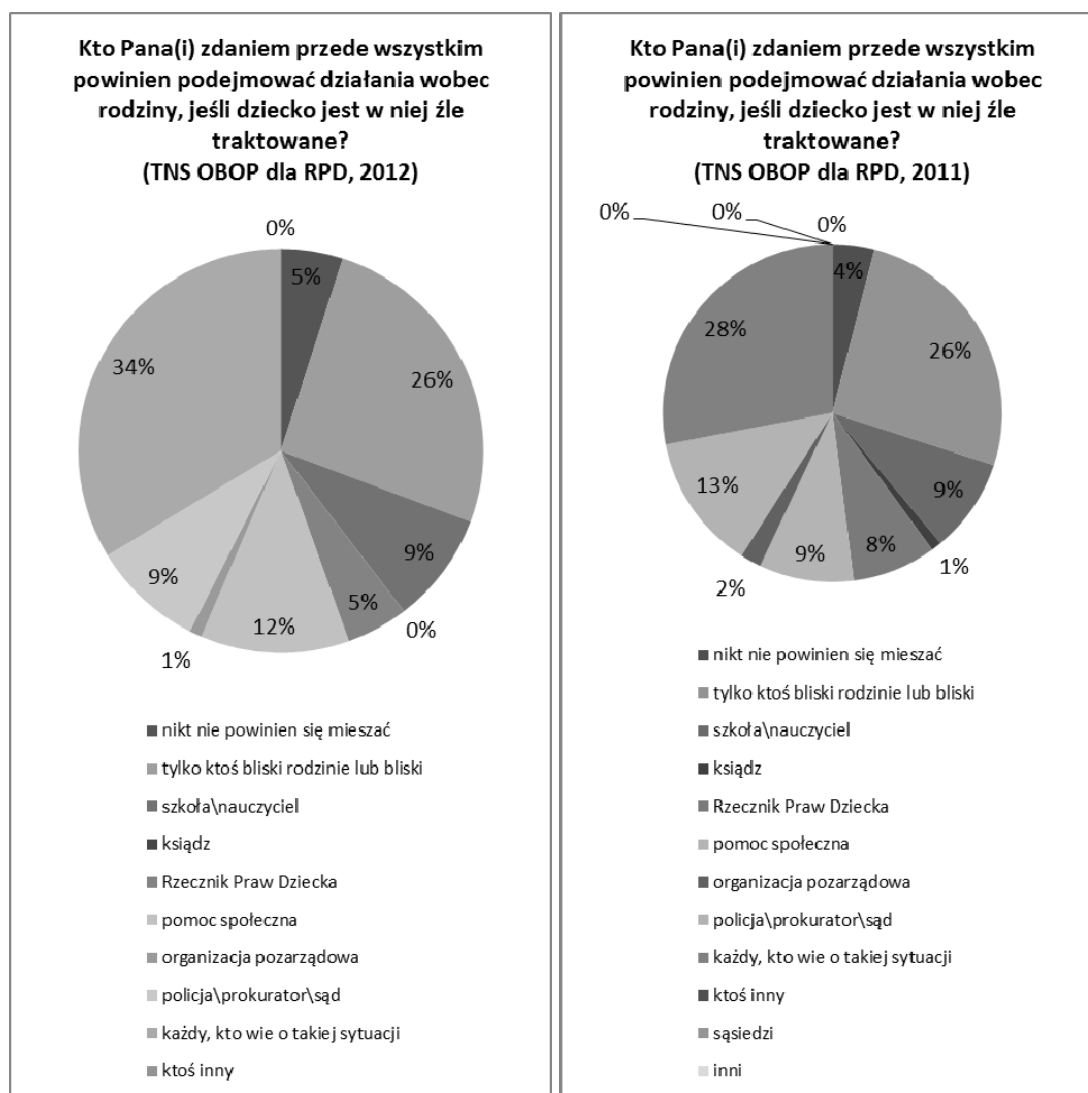 Kto Pana(i) zdaniem przede wszystkim
powinien podejmować działania wobec
rodziny, jeśli dziecko jest w niej źle
traktowane?
(TNS OBOP dla RPD, 2012)
0%
5%
26%
9%
0%
5%
12%
1%
9%
34%
nikt nie powinien się mieszać
tylko ktoś bliski rodzinie lub bliski
szkoła\nauczyciel
ksiądz
Rzecznik Praw Dziecka
pomoc społeczna
organizacja pozarządowa
policja\prokurator\sąd
każdy, kto wie o takiej sytuacji
ktoś inny
Kto Pana(i) zdaniem przede wszystkim
powinien podejmować działania wobec
rodziny, jeśli dziecko jest w niej źle
traktowane?
(TNS OBOP dla RPD, 2011)
0%
0%
0%
4%
26%
9%
1%
8%
9%
2%
13%
28%
nikt nie powinien się mieszać
tylko ktoś bliski rodzinie lub bliski
szkoła\nauczyciel
ksiądz
Rzecznik Praw Dziecka
pomoc społeczna
organizacja pozarządowa
policja\prokurator\sąd
każdy, kto wie o takiej sytuacji
ktoś inny
sąsiedzi
inni